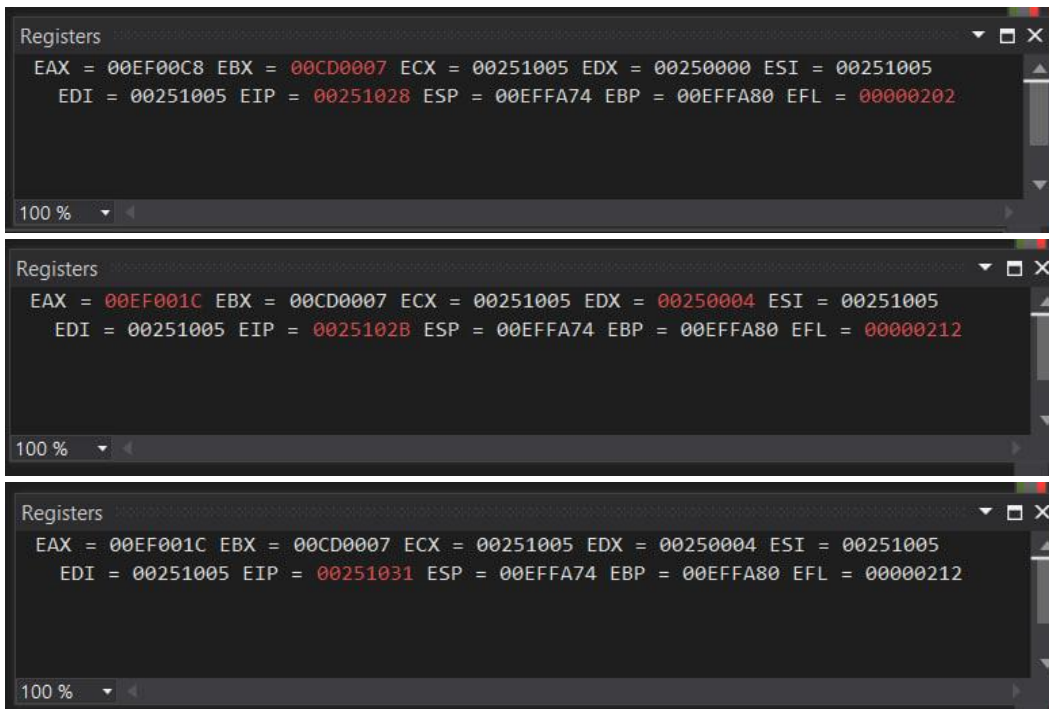 Registers
EAX = 00EF00C8 EBX = 00CD0007 ECX = 00251005 EDX = 00250000 ESI = 00251005
EDI = 00251005 EIP = 00251028 ESP = 00EFFA74 EBP = 00EFFA80 EFL = 00000202
100 %
Registers
EAX = 00EF001C EBX = 00CD0007 ECX = 00251005 EDX = 00250004 ESI = 00251005
EDI = 00251005 EIP = 0025102B ESP = 00EFFA74 EBP = 00EFFA80 EFL = 00000212
100 %
Registers
EAX = 00EF001C EBX = 00CD0007 ECX = 00251005 EDX = 00250004 ESI = 00251005
EDI = 00251005 EIP = 00251031 ESP = 00EFFA74 EBP = 00EFFA80 EFL = 00000212
100 %